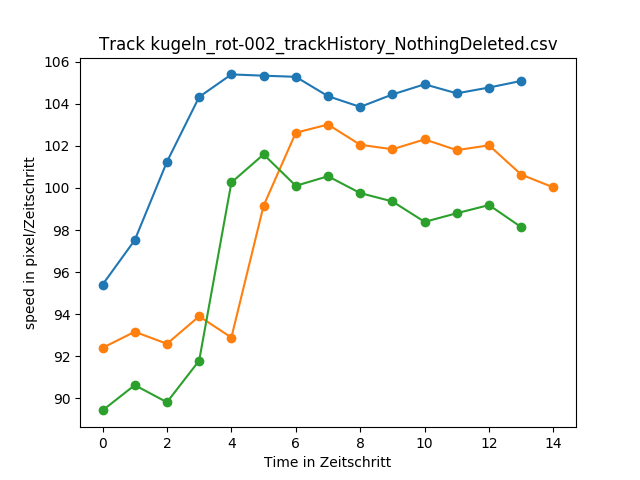 Track kugeln_rot-002_trackHistory_NothingDeleted.csv
106
104
102
100
98
96
94
92
90
speed in pixel/Zeitschritt
0 2 4 6 8 10 12 14
Time in Zeitschritt